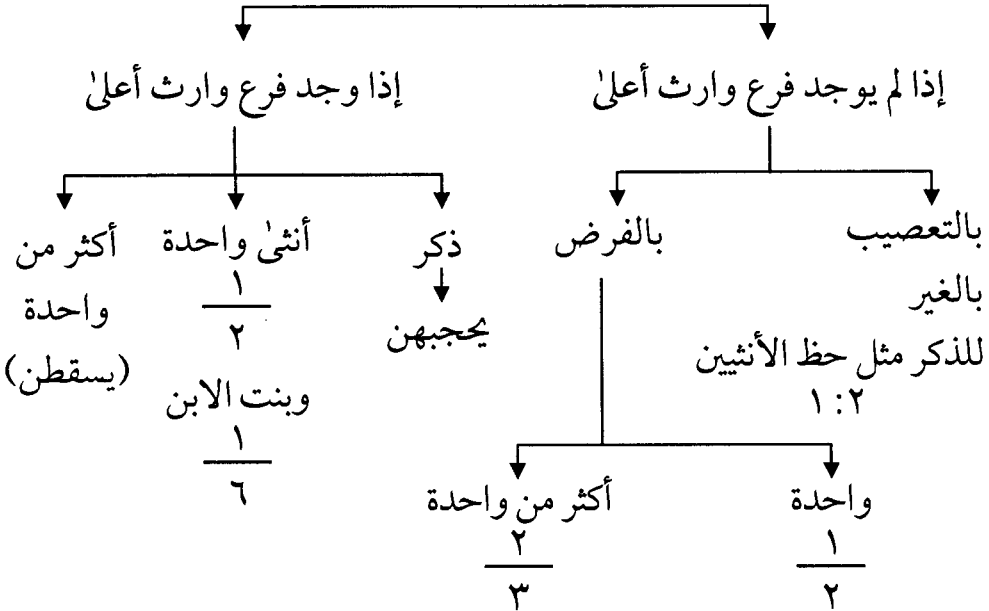 إذا لم يوجد فرع وارث أعلىٰ
بالتعصيب
بالغير
للذكر مثل حظ الأنثيين
١:٢
بالفرض
واحدة
١
٢
أكثر من واحدة
٢
٣
إذا وجد فرع وارث أعلىٰ
ذكر
يحجبهن
أنثىٰ واحدة
١
٢
وبنت الابن
١
٦
أكثر من
واحدة
(يسقطن)